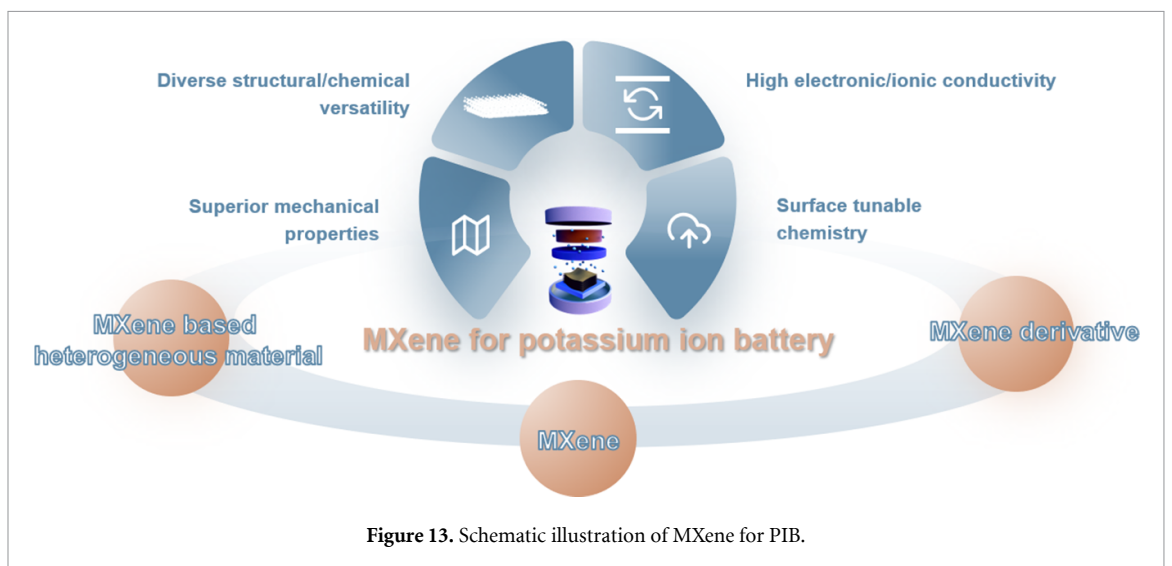 Diverse structural/chemical
versatility
High electronic/ionic conductivity
Superior mechanical
properties
Surface tunable
chemistry
MXene for potassium ion battery
MXene based
heterogeneous material
MXene derivative
MXene
Figure 13. Schematic illustration of MXene for PIB.